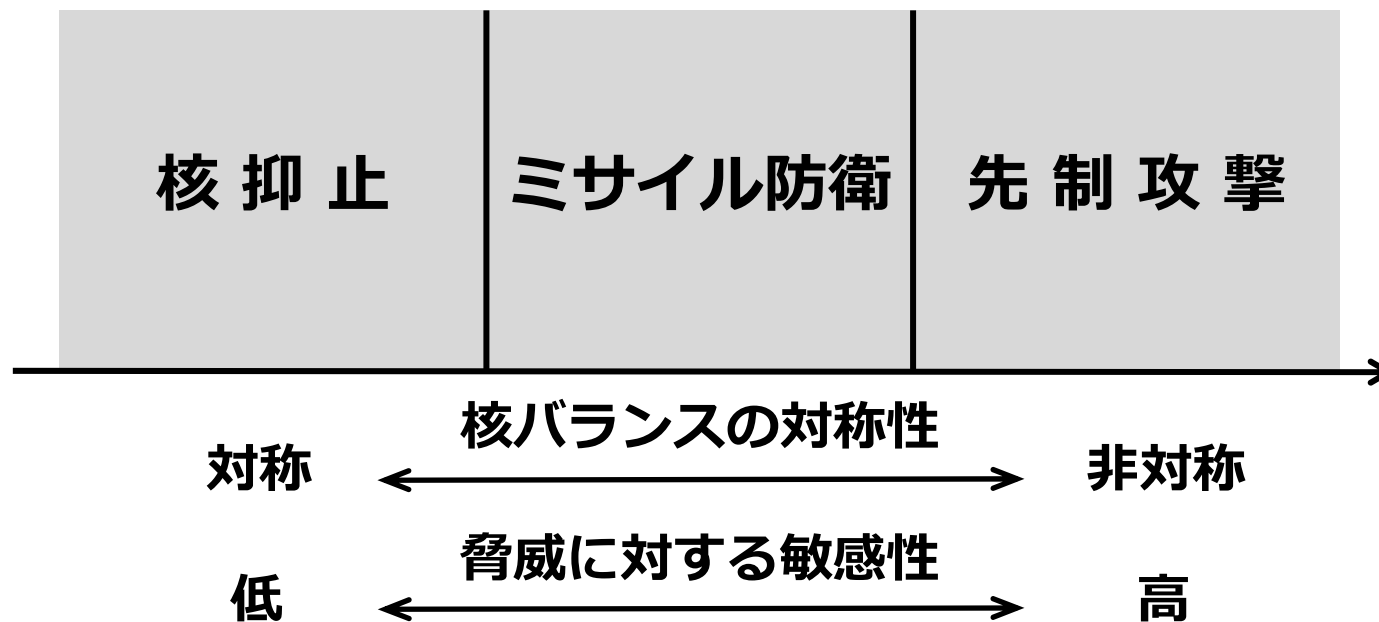 核抑止 ミサイル防衛 先制攻撃
核バランスの対称性
対称 非対称
脅威に対する敏感性
低 高